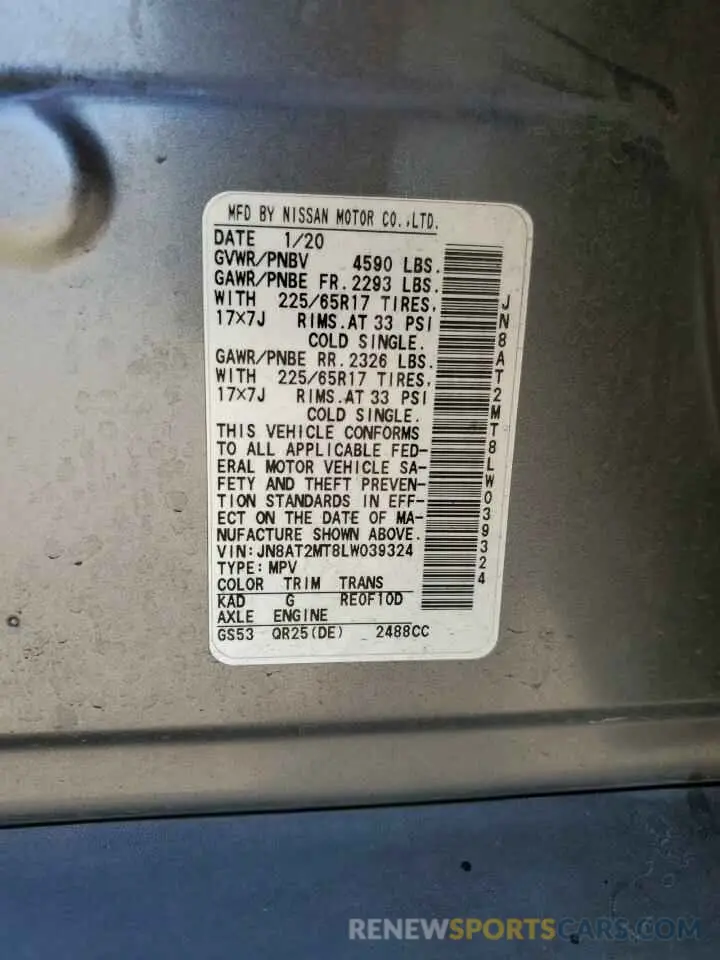 MFD BY NISSAN MOTOR CO.,LTD.
DATE 1/20
GVWR/PNBV 4590 LBS.
GAWR/PNBE FR. 2293 LBS.
WITH 225/65R17 TIRES,
17×7J RIMS. AT 33 PSI
COLD SINGLE.
GAWR/PNBE RR. 2326 LBS.
WITH 225/65R17 TIRES,
17×7J RIMS. AT 33 PSI
COLD SINGLE.
THIS VEHICLE CONFORMS
TO ALL APPLICABLE FED-
ERAL MOTOR VEHICLE SA-
FETY AND THEFT PREVEN-
TION STANDARDS IN EFF-
ECT ON THE DATE OF MA-
NUFACTURE SHOWN ABOVE.
VIN:JN8AT2MT8LW039324
TYPE:MPV
COLOR TRIM TRANS
KAD G RE0F10D
AXLE ENGINE
GS53 QR25(DE) 2488CC
JN8AT2MT8LW039324
RENEWSPORTSCARS.COM